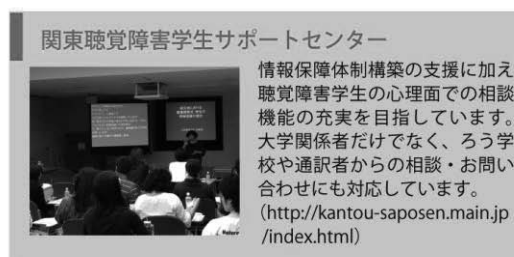 関東聴覚障害学生サポートセンター
情報保障体制構築の支援に加え
聴覚障害学生の心理面での相談
機能の充実を目指しています。
大学関係者だけでなく、ろう学
校や通訳者からの相談・お問い
合わせにも対応しています。
(http://kantou-saposen.main.jp
/index.html)